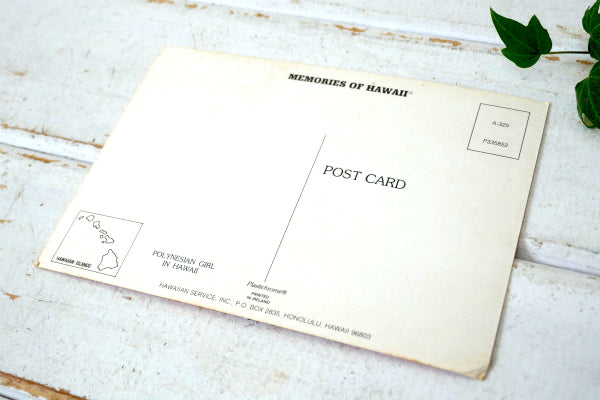 MEMORIES OF HAWAII®
A-325
P335852
POST CARD
HAWAIIAN ISLANDS
POLYNESIAN GIRL
IN HAWAII
Plastichrome®
PRINTED
IN IRELAND
HAWAIIAN SERVICE, INC., P.O. BOX 2835, HONOLULU, HAWAII 96803